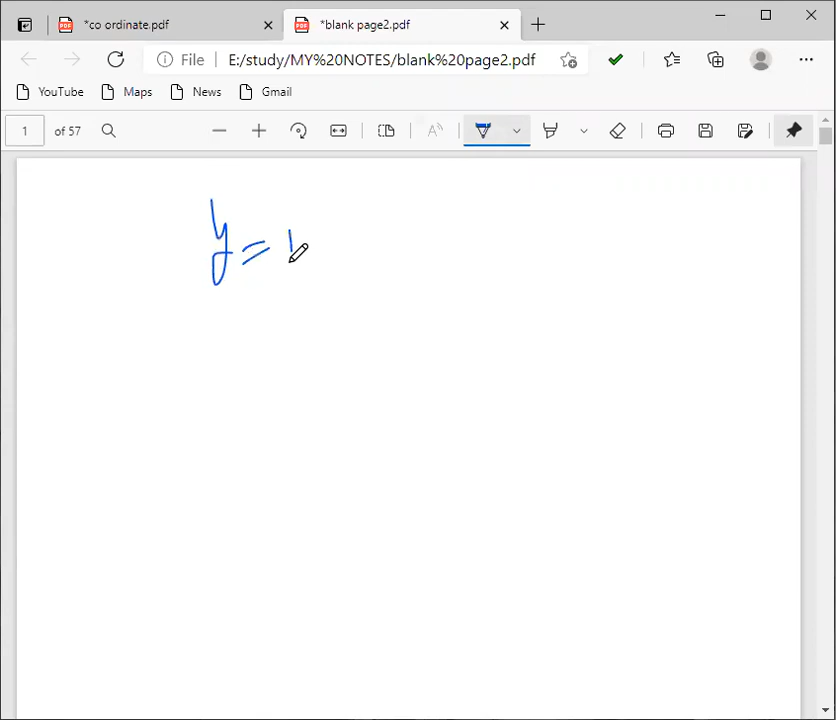 *co ordinate.pdf
*blank page2.pdf
File E:/study/MY%20NOTES/blank%20page2.pdf
YouTube Maps News Gmail
1 of 57
y =